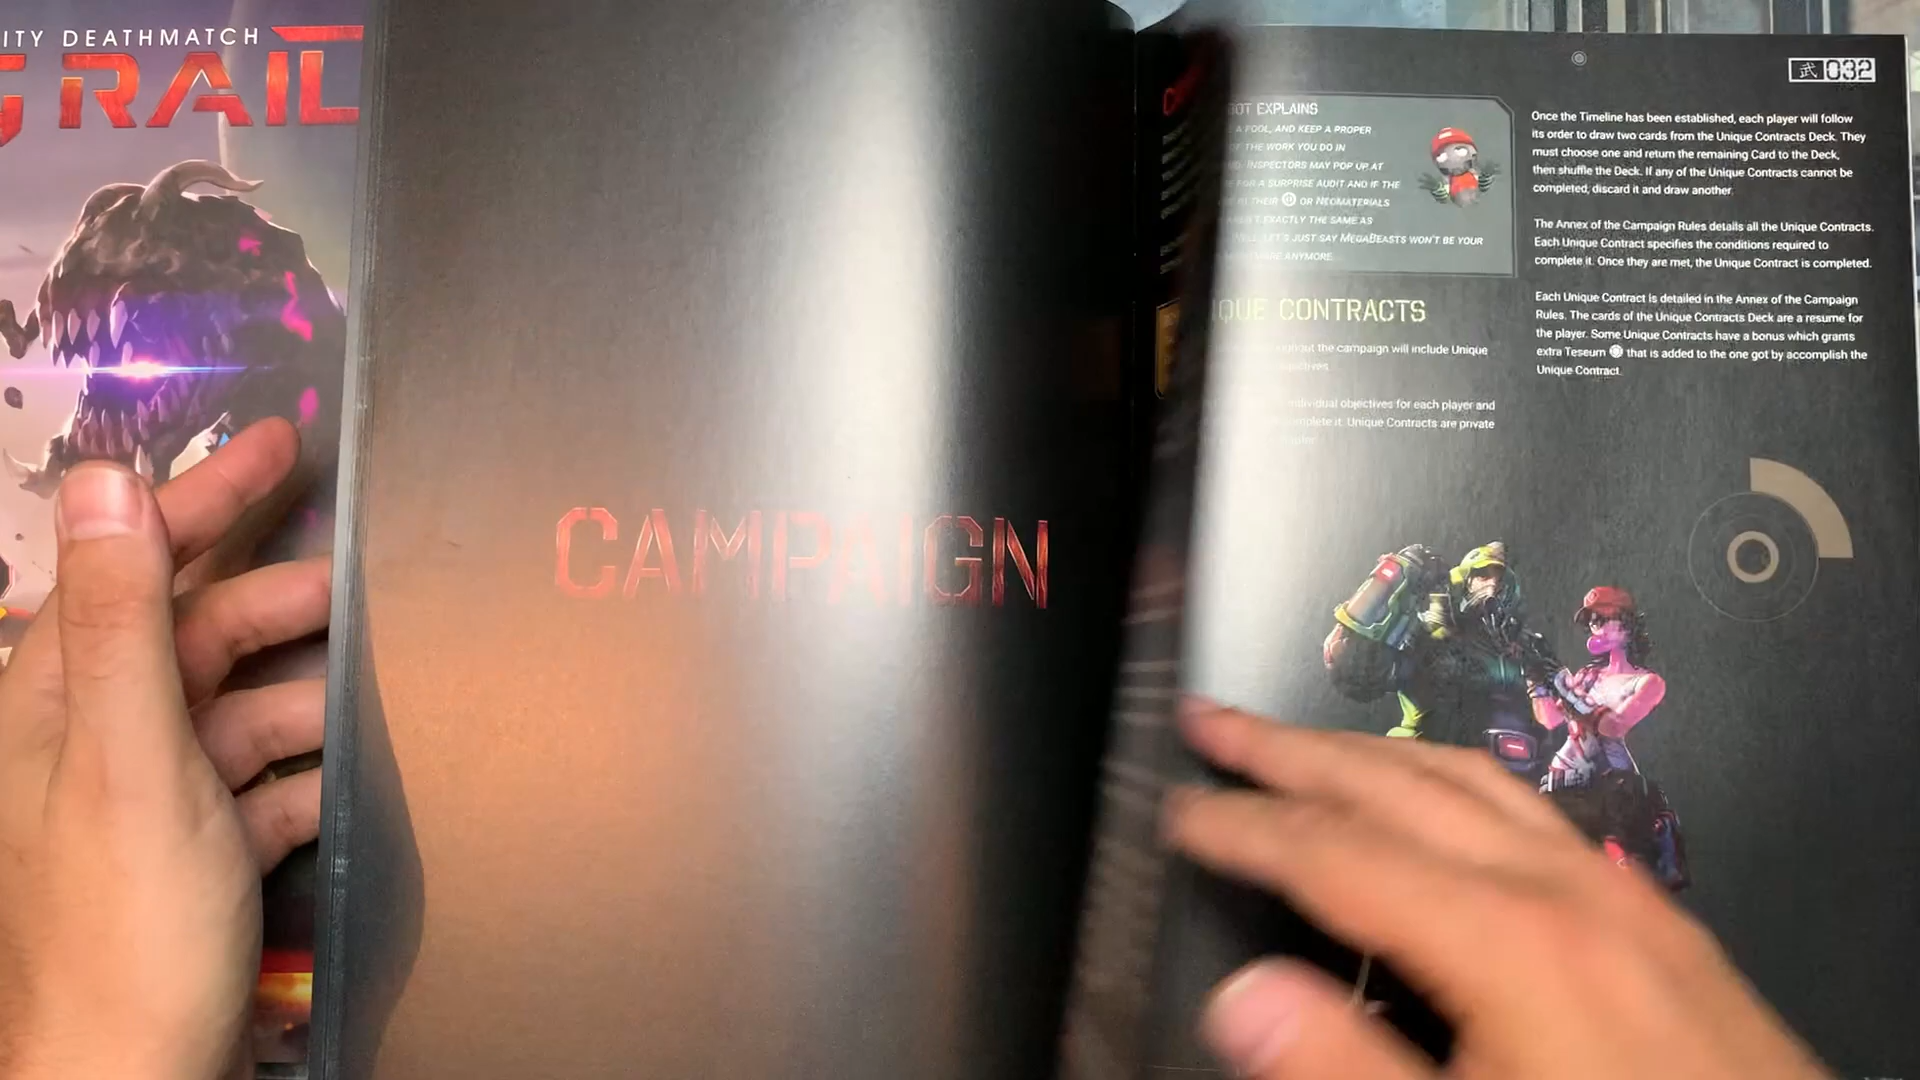 ITY DEATHMATCH
G RAIL
CAMPAIGN
032
OT EXPLAINS
A FOOL, AND KEEP A PROPER
OF THE WORK YOU DO IN
INSPECTORS MAY POP UP AT
FOR A SURPRISE AUDIT AND IF THE
THEIR OR NEOMATERIALS
EXACTLY THE SAME AS
LET'S JUST SAY MEGABEASTS WON'T BE YOUR
ANYMORE.
QUE CONTRACTS
out the campaign will include Unique
individual objectives for each player and
complete it. Unique Contracts are private
Once the Timeline has been established, each player will follow
its order to draw two cards from the Unique Contracts Deck. They
must choose one and return the remaining Card to the Deck,
then shuffle the Deck. If any of the Unique Contracts cannot be
completed, discard it and draw another.
The Annex of the Campaign Rules details all the Unique Contracts.
Each Unique Contract specifies the conditions required to
complete it. Once they are met, the Unique Contract is completed.
Each Unique Contract is detailed in the Annex of the Campaign
Rules. The cards of the Unique Contracts Deck are a resume for
the player. Some Unique Contracts have a bonus which grants
extra Teseum that is added to the one got by accomplish the
Unique Contract.